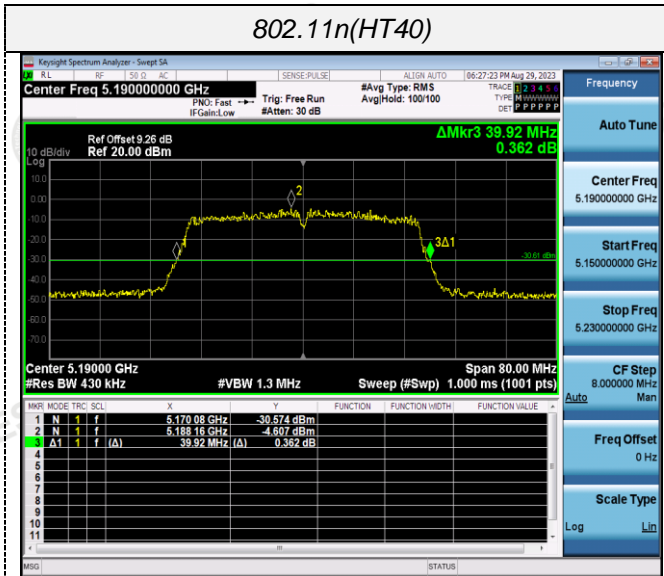 802.11n(HT40)
Keysight Spectrum Analyzer - Swept SA
RL RF 50 Ω AC SENSE:PULSE ALIGN AUTO 06:27:23 PM Aug 29, 2023
Center Freq 5.190000000 GHz
PNO: Fast
IFGain:Low
Trig: Free Run
#Atten: 30 dB
#Avg Type: RMS
Avg|Hold: 100/100
TRACE 1 2 3 4 5 6
TYPE M W W W W W
DET P P P P P P
Ref Offset 9.26 dB
10 dB/div Ref 20.00 dBm
Log
ΔMkr3 39.92 MHz
0.362 dB
10.0
0.00
-10.0
-20.0
-30.0
-40.0
-50.0
-60.0
-70.0
2
3Δ1
-30.61 dBm
Center 5.19000 GHz Span 80.00 MHz
#Res BW 430 kHz #VBW 1.3 MHz Sweep (#Swp) 1.000 ms (1001 pts)
MKR MODE TRC SCL X Y FUNCTION FUNCTION WIDTH FUNCTION VALUE
1 N 1 f 5.170 08 GHz -30.574 dBm
2 N 1 f 5.188 16 GHz -4.607 dBm
3 Δ1 1 f (Δ) 39.92 MHz (Δ) 0.362 dB
4
5
6
7
8
9
10
11
MSG STATUS
Frequency
Auto Tune
Center Freq
5.190000000 GHz
Start Freq
5.150000000 GHz
Stop Freq
5.230000000 GHz
CF Step
8.000000 MHz
Auto Man
Freq Offset
0 Hz
Scale Type
Log Lin